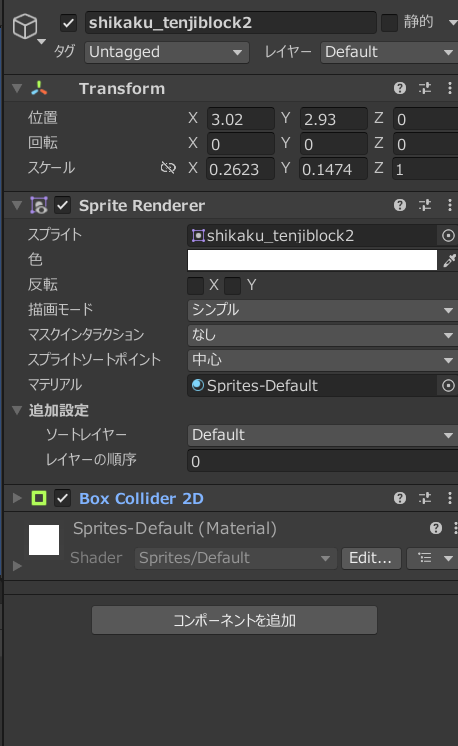 shikaku_tenjiblock2 静的
タグ Untagged レイヤー Default
Transform
位置 X 3.02 Y 2.93 Z 0
回転 X 0 Y 0 Z 0
スケール X 0.2623 Y 0.1474 Z 1
Sprite Renderer
スプライト shikaku_tenjiblock2
色
反転 X Y
描画モード シンプル
マスクインタラクション なし
スプライトソートポイント 中心
マテリアル Sprites-Default
追加設定
ソートレイヤー Default
レイヤーの順序 0
Box Collider 2D
Sprites-Default (Material)
Shader Sprites/Default Edit...
コンポーネントを追加